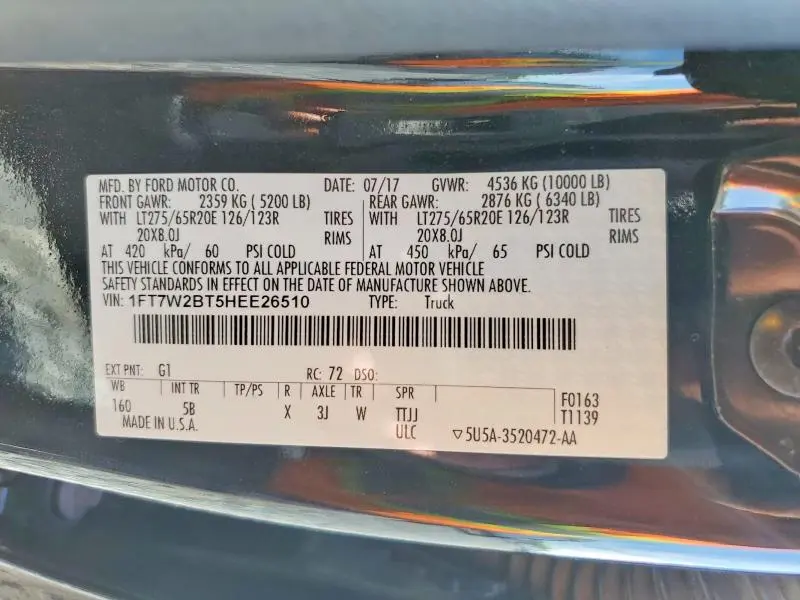 MFD. BY FORD MOTOR CO. DATE: 07/17 GVWR: 4536 KG (10000 LB)
FRONT GAWR: 2359 KG ( 5200 LB) REAR GAWR: 2876 KG ( 6340 LB)
WITH LT275/65R20E 126/123R TIRES WITH LT275/65R20E 126/123R TIRES
20X8.0J RIMS 20X8.0J RIMS
AT 420 kPa/ 60 PSI COLD AT 450 kPa/ 65 PSI COLD
THIS VEHICLE CONFORMS TO ALL APPLICABLE FEDERAL MOTOR VEHICLE
SAFETY STANDARDS IN EFFECT ON THE DATE OF MANUFACTURE SHOWN ABOVE.
VIN: 1FT7W2BT5HEE26510 TYPE: Truck
EXT PNT: G1 RC: 72 DSO:
WB INT TR TP/PS R AXLE TR SPR
160 5B X 3J W TTJJ
F0163
T1139
MADE IN U.S.A. ULC ▽5U5A-3520472-AA